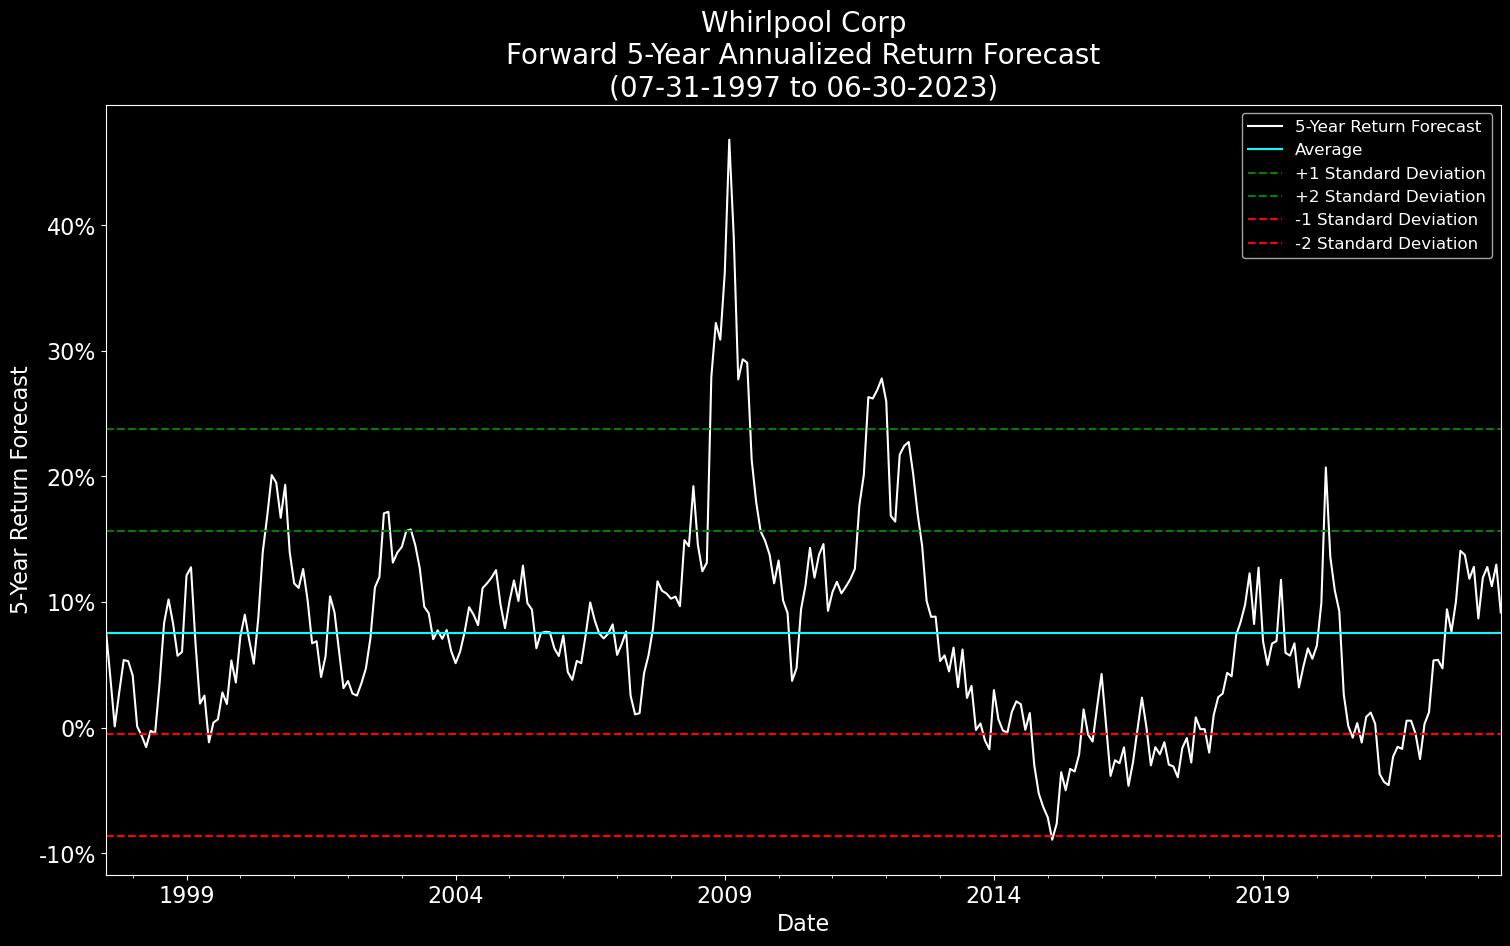 Whirlpool Corp
Forward 5-Year Annualized Return Forecast
(07-31-1997 to 06-30-2023)
5-Year Return Forecast
Average
+1 Standard Deviation
+2 Standard Deviation
-1 Standard Deviation
-2 Standard Deviation
40%
30%
20%
10%
0%
-10%
5-Year Return Forecast
1999
2004
2009
2014
2019
Date